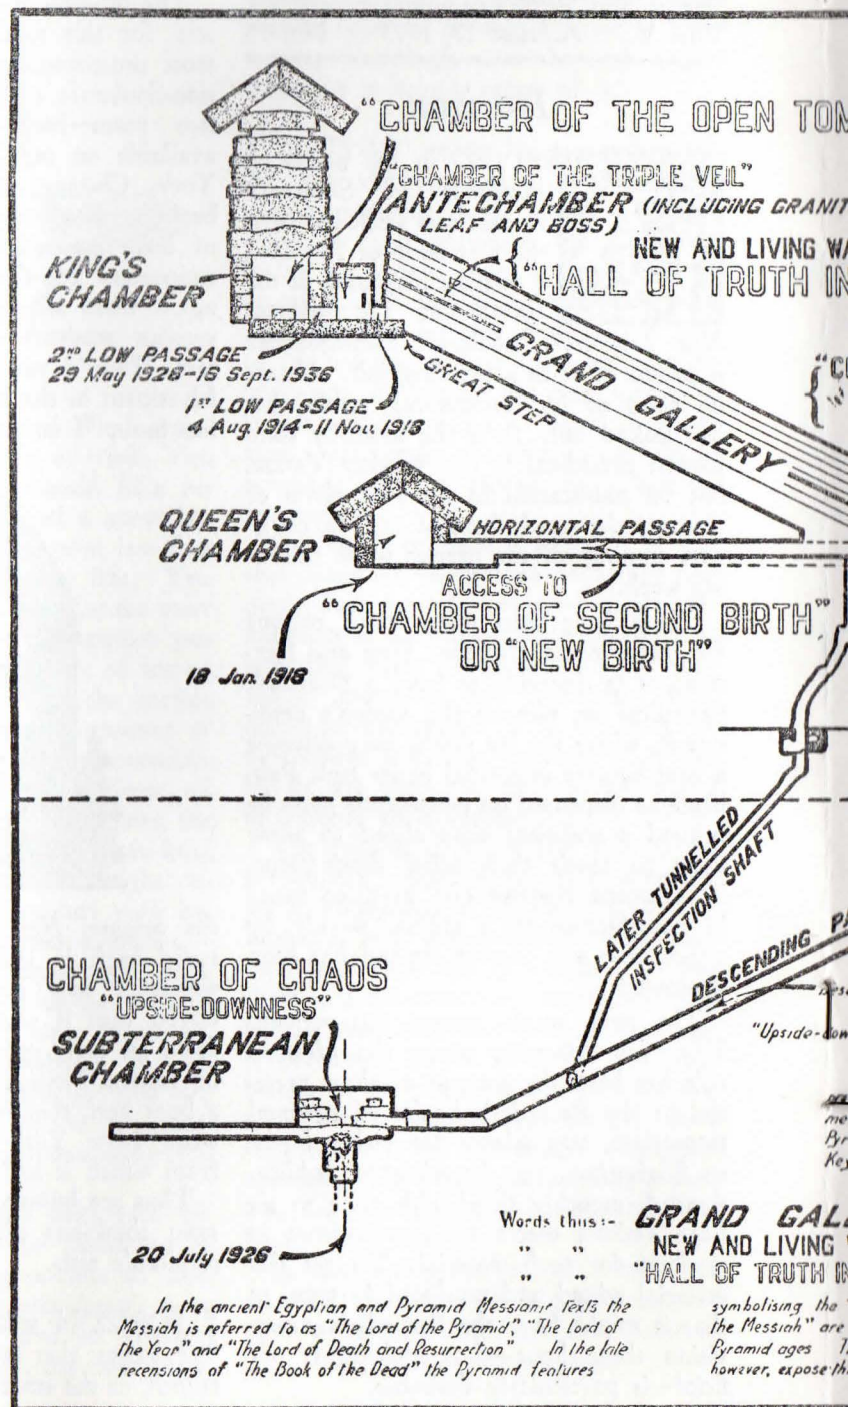 "CHAMBER OF THE OPEN TOM
"CHAMBER OF THE TRIPLE VEIL"
ANTECHAMBER (INCLUDING GRANIT
LEAF AND BOSS)
NEW AND LIVING WA
"HALL OF TRUTH IN
KING'S
CHAMBER
2ND LOW PASSAGE
29 May 1928-16 Sept. 1936
1ST LOW PASSAGE
4 Aug 1914-11 Nov. 1918
GREAT STEP
GRAND GALLERY
QUEEN'S
CHAMBER
HORIZONTAL PASSAGE
ACCESS TO
"CHAMBER OF SECOND BIRTH"
OR "NEW BIRTH"
18 Jan. 1918
LATER TUNNELLED
INSPECTION SHAFT
DESCENDING PA
CHAMBER OF CHAOS
"UPSIDE-DOWNNESS"
SUBTERRANEAN
CHAMBER
"Upside-dow
me
Pyr
Key
20 July 1926
Words thus:- GRAND GALL
" " NEW AND LIVING W
" " "HALL OF TRUTH IN
In the ancient Egyptian and Pyramid Messianic Texts the
Messiah is referred to as "The Lord of the Pyramid," "The Lord of
the Year" and "The Lord of Death and Resurrection" In the late
recensions of "The Book of the Dead" the Pyramid features
symbolising the
the Messiah" are
Pyramid ages
however, expose th